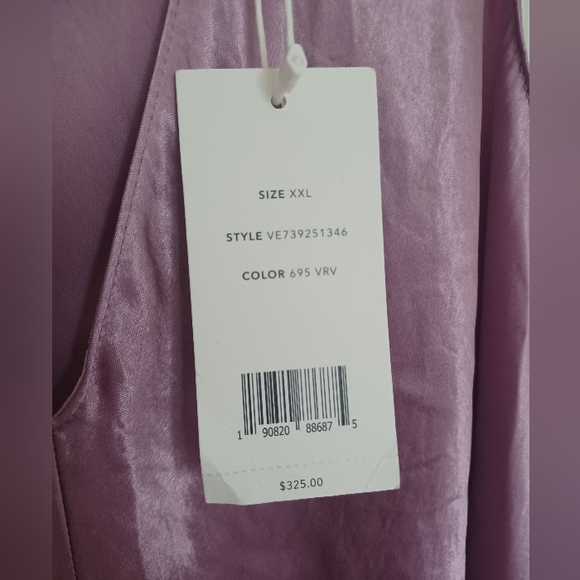 SIZE XXL
STYLE VE739251346
COLOR 695 VRV
1 90820 88687 5
$325.00